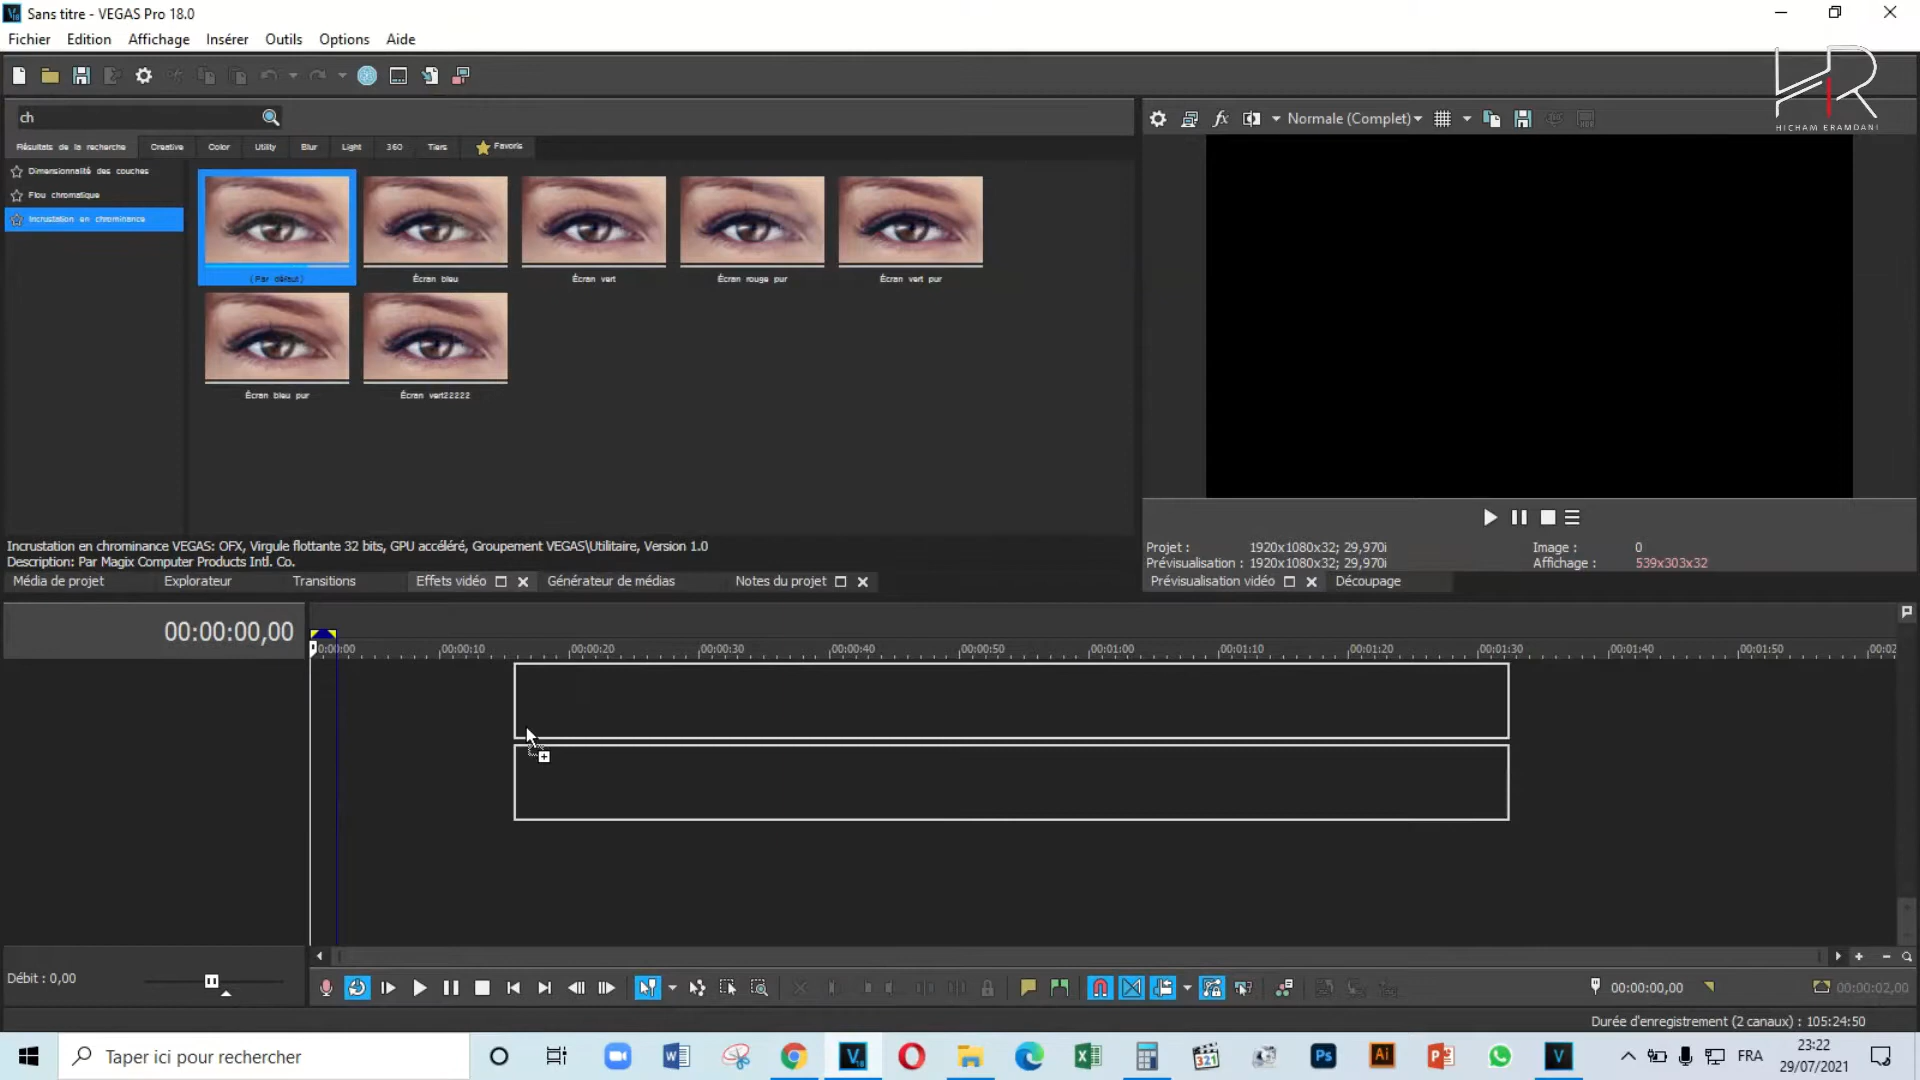 Sans titre - VEGAS Pro 18.0
Fichier Edition Affichage Insérer Outils Options Aide
HICHAM ERAMDANI
ch
Normale (Complet)
Résultats de la recherche Creative Color Utility Blur Light 360 Tiers Favoris
Dimensionnalité des couches
Flou chromatique
Incrustation en chrominance
(Par défaut) Écran bleu Écran vert Écran rouge pur Écran vert pur
Écran bleu pur Écran vert22222
Incrustation en chrominance VEGAS: OFX, Virgule flottante 32 bits, GPU accéléré, Groupement VEGAS\Utilitaire, Version 1.0
Description: Par Magix Computer Products Intl. Co.
Projet : 1920x1080x32; 29,970i Image : 0
Prévisualisation : 1920x1080x32; 29,970i Affichage : 539x303x32
Média de projet Explorateur Transitions Effets vidéo Générateur de médias Notes du projet Prévisualisation vidéo Découpage
00:00:00,00
0:00:00 00:00:10 00:00:20 00:00:30 00:00:40 00:00:50 00:01:00 00:01:10 00:01:20 00:01:30 00:01:40 00:01:50 00:02
Débit : 0,00
00:00:00,00 00:00:02,00
Durée d'enregistrement (2 canaux) : 105:24:50
Taper ici pour rechercher
FRA
23:22
29/07/2021